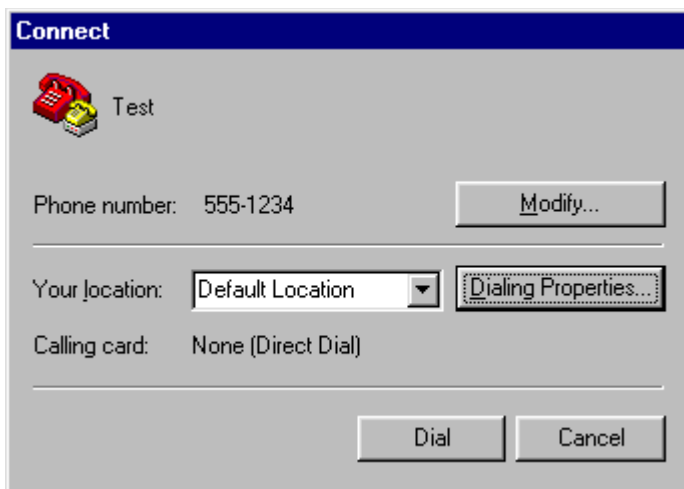 Connect
Test
Phone number: 555-1234 Modify...
Your location: Default Location Dialing Properties...
Calling card: None (Direct Dial)
Dial Cancel